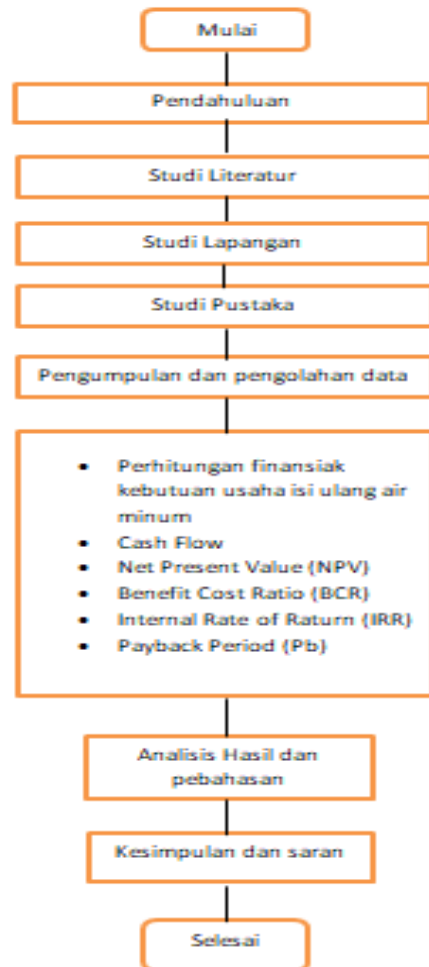 Mulai
Pendahuluan
Studi Literatur
Studi Lapangan
Studi Pustaka
Pengumpulan dan pengolahan data
• Perhitungan finansiak
kebutuan usaha isi ulang air
minum
• Cash Flow
• Net Present Value (NPV)
• Benefit Cost Ratio (BCR)
• Internal Rate of Raturn (IRR)
• Payback Period (Pb)
Analisis Hasil dan
pebahasan
Kesimpulan dan saran
Selesai